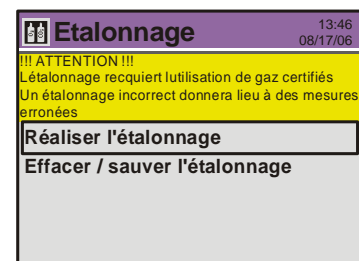 Etalonnage
13:46
08/17/06
!!! ATTENTION !!!
Létalonnage recquiert lutilisation de gaz certifiés
Un étalonnage incorrect donnera lieu à des mesures
erronées
Réaliser l'étalonnage
Effacer / sauver l'étalonnage